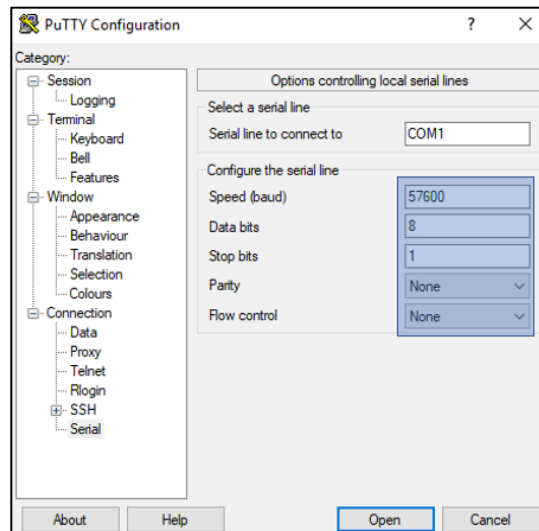 PuTTY Configuration
?
Category:
Session
Logging
Terminal
Keyboard
Bell
Features
Window
Appearance
Behaviour
Translation
Selection
Colours
Connection
Data
Proxy
Telnet
Rlogin
SSH
Serial
Options controlling local serial lines
Select a serial line
Serial line to connect to COM1
Configure the serial line
Speed (baud) 57600
Data bits 8
Stop bits 1
Parity None
Flow control None
About Help Open Cancel